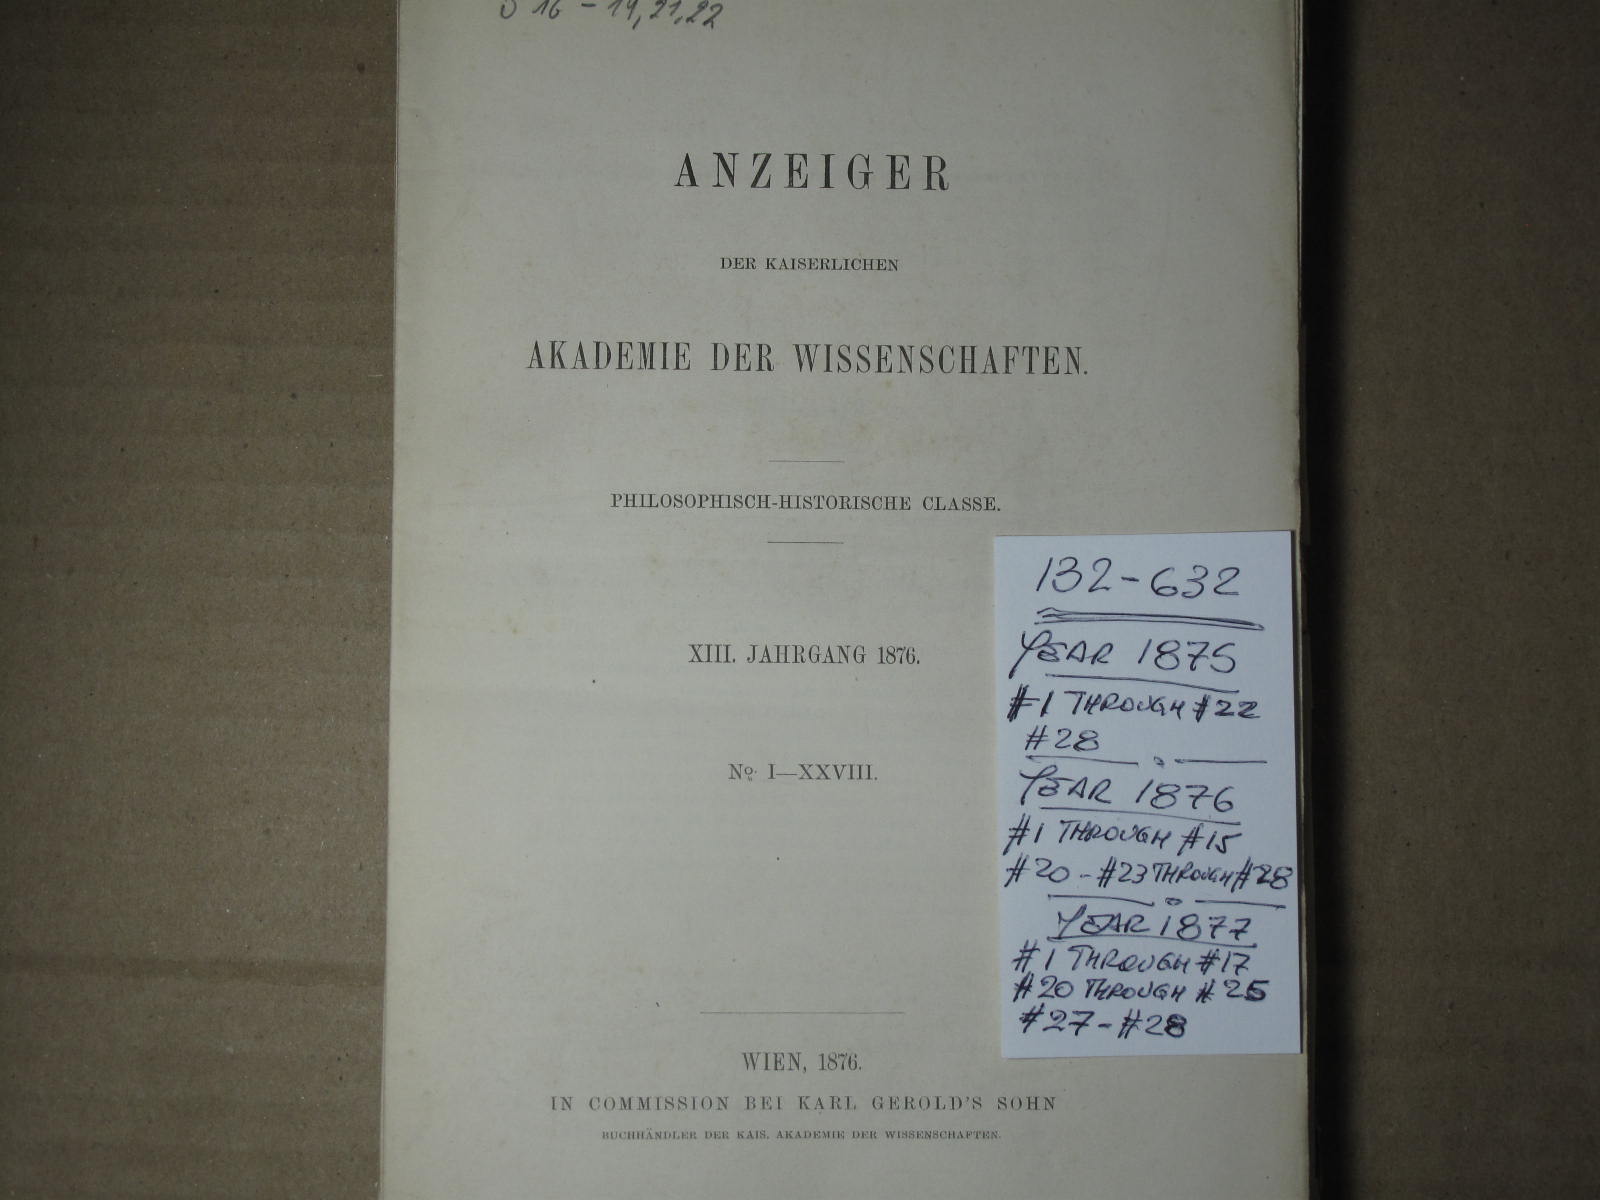 16 - 19, 21, 22
ANZEIGER
DER KAISERLICHEN
AKADEMIE DER WISSENSCHAFTEN.
PHILOSOPHISCH-HISTORISCHE CLASSE.
XIII. JAHRGANG 1876.
No. I—XXVIII.
WIEN, 1876.
IN COMMISSION BEI KARL GEROLD'S SOHN
BUCHHÄNDLER DER KAIS. AKADEMIE DER WISSENSCHAFTEN.
132-632
YEAR 1875
#1 THROUGH #22
#28
YEAR 1876
#1 THROUGH #15
#20 - #23 THROUGH #28
YEAR 1877
#1 THROUGH #17
#20 THROUGH #25
#27 - #28